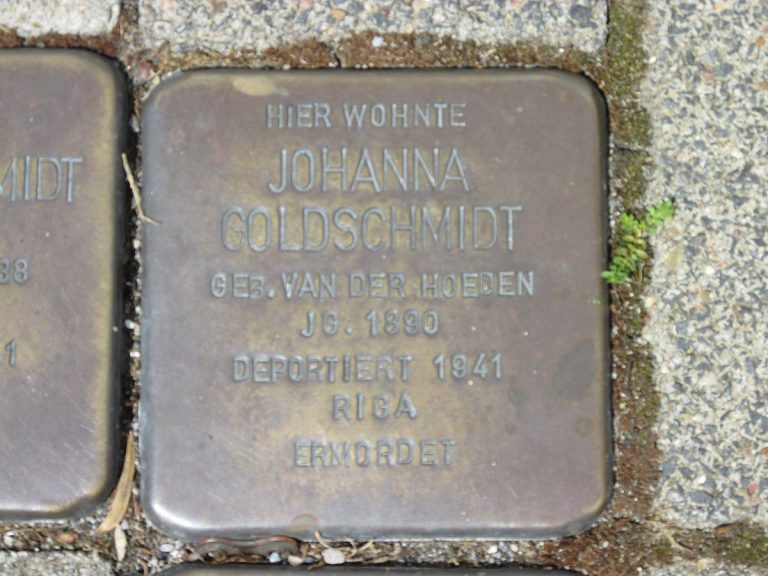 HIER WOHNTE
JOHANNA
GOLDSCHMIDT
GEB. VAN DER HOEDEN
JG. 1890
DEPORTIERT 1941
RIGA
ERMORDET